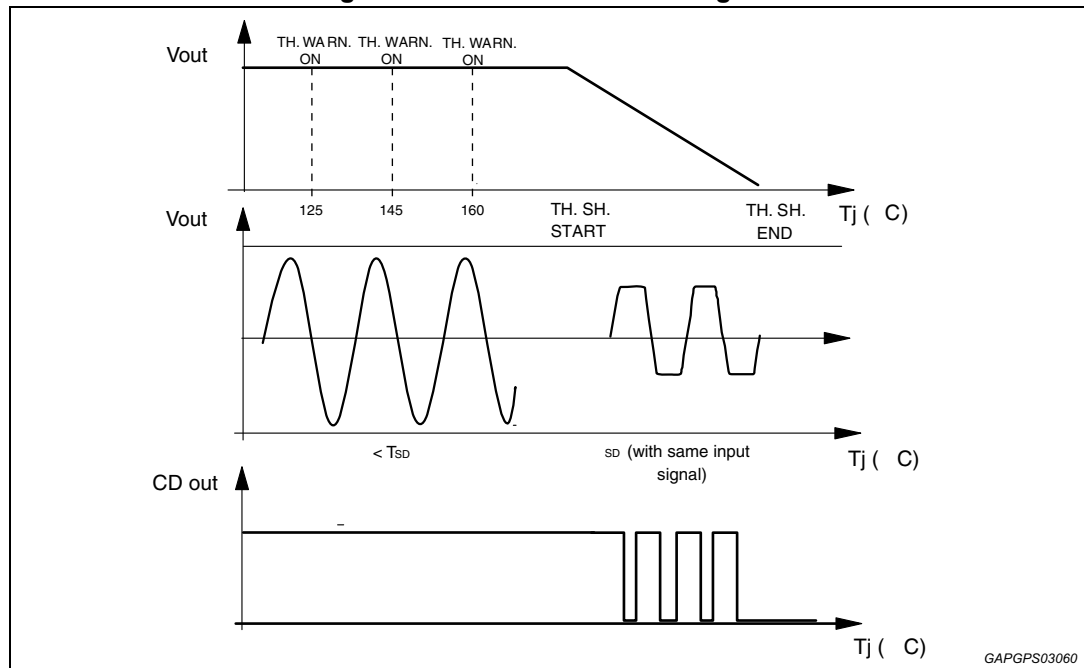 Vout
TH. WARN. TH. WARN. TH. WARN.
ON ON ON
125 145 160
TH. SH.
START
TH. SH.
END
Tj ( C)
Vout
< TSD
SD (with same input
signal)
Tj ( C)
CD out
Tj ( C)
GAPGPS03060